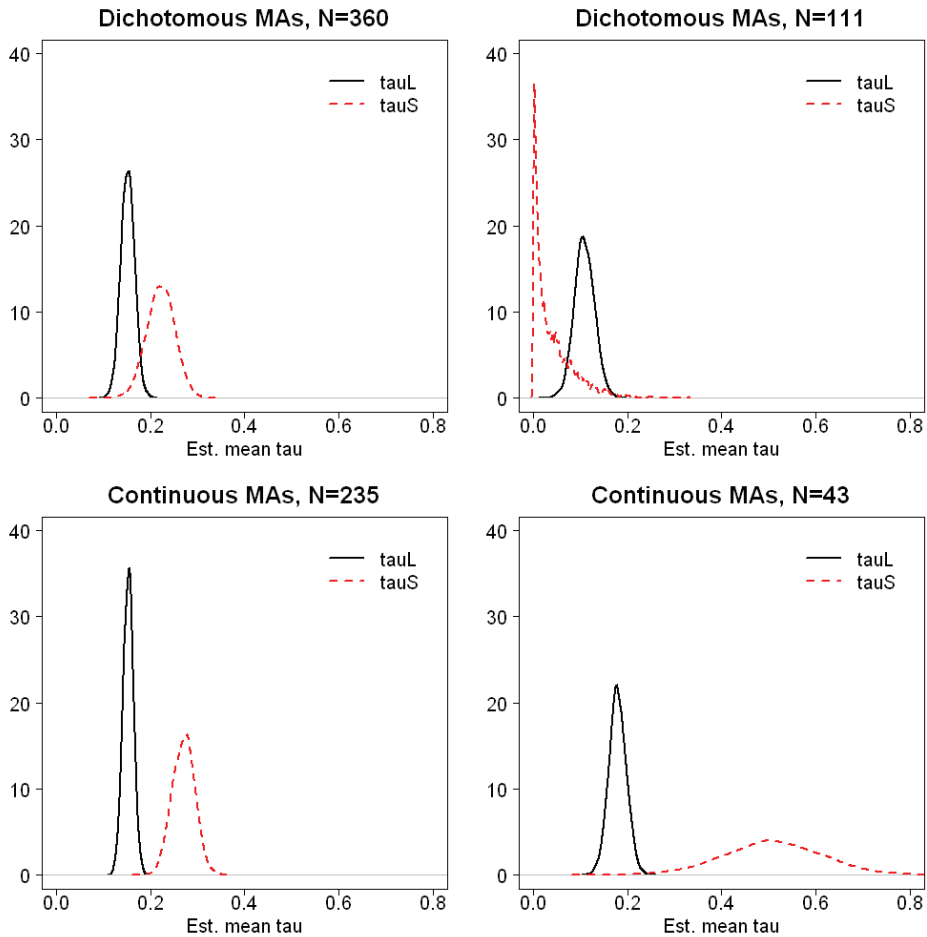 Dichotomous MAs, N=360
40
30
20
10
0
tauL
tauS
0.0 0.2 0.4 0.6 0.8
Est. mean tau
Dichotomous MAs, N=111
40
30
20
10
0
tauL
tauS
0.0 0.2 0.4 0.6 0.8
Est. mean tau
Continuous MAs, N=235
40
30
20
10
0
tauL
tauS
0.0 0.2 0.4 0.6 0.8
Est. mean tau
Continuous MAs, N=43
40
30
20
10
0
tauL
tauS
0.0 0.2 0.4 0.6 0.8
Est. mean tau